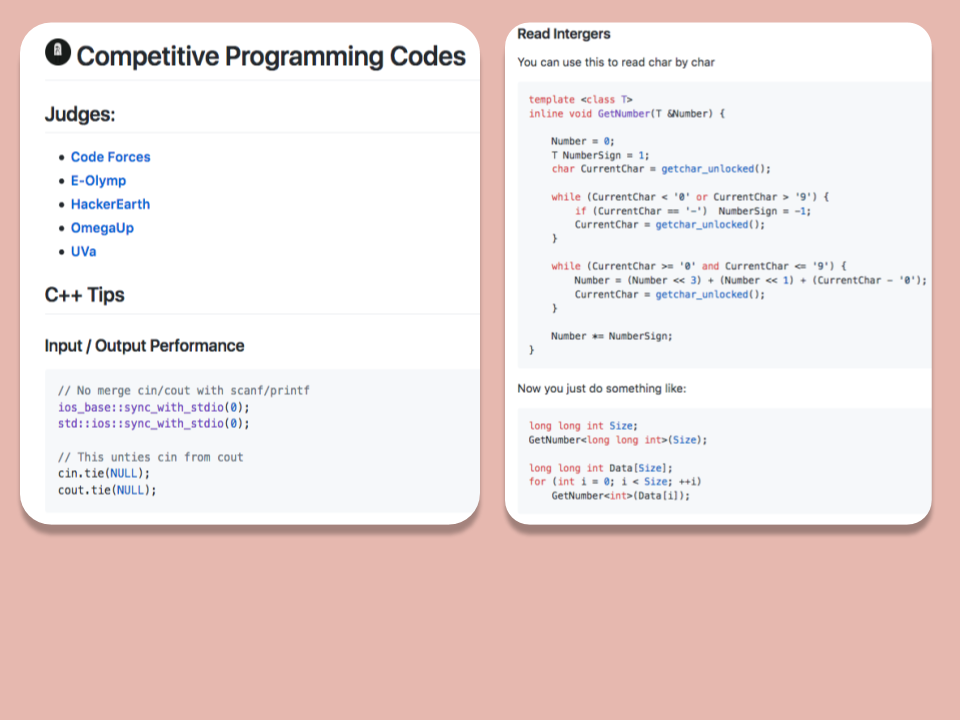 Competitive Programming Codes
Judges:
Code Forces
E-Olymp
HackerEarth
OmegaUp
UVa
C++ Tips
Input / Output Performance
// No merge cin/cout with scanf/printf
ios_base::sync_with_stdio(0);
std::ios::sync_with_stdio(0);
// This unties cin from cout
cin.tie(NULL);
cout.tie(NULL);
Read Intergers
You can use this to read char by char
template <class T>
inline void GetNumber(T &Number) {
Number = 0;
T NumberSign = 1;
char CurrentChar = getchar_unlocked();
while (CurrentChar < '0' or CurrentChar > '9') {
if (CurrentChar == '-') NumberSign = -1;
CurrentChar = getchar_unlocked();
}
while (CurrentChar >= '0' and CurrentChar <= '9') {
Number = (Number << 3) + (Number << 1) + (CurrentChar - '0');
CurrentChar = getchar_unlocked();
}
Number *= NumberSign;
}
Now you just do something like:
long long int Size;
GetNumber<long long int>(Size);
long long int Data[Size];
for (int i = 0; i < Size; ++i)
GetNumber<int>(Data[i]);